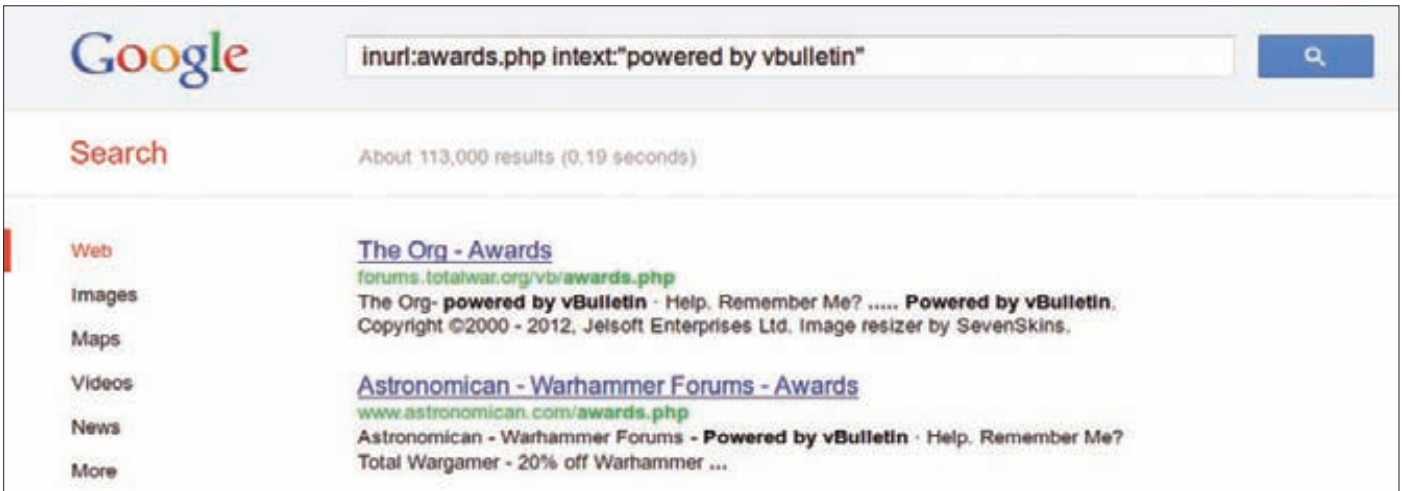 Google
inurl:awards.php intext:"powered by vbulletin"
Search
About 113,000 results (0.19 seconds)
Web
Images
Maps
Videos
News
More
The Org - Awards
forums.totalwar.org/vb/awards.php
The Org- powered by vBulletin · Help. Remember Me? ..... Powered by vBulletin.
Copyright ©2000 - 2012, Jelsoft Enterprises Ltd. Image resizer by SevenSkins.
Astronomican - Warhammer Forums - Awards
www.astronomican.com/awards.php
Astronomican - Warhammer Forums - Powered by vBulletin · Help. Remember Me?
Total Wargamer - 20% off Warhammer ...